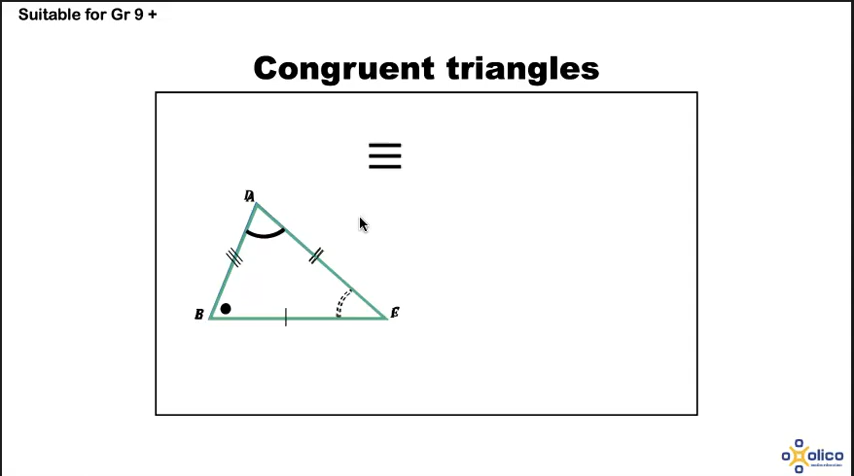 Suitable for Gr 9 +
Congruent triangles
A
B
olico